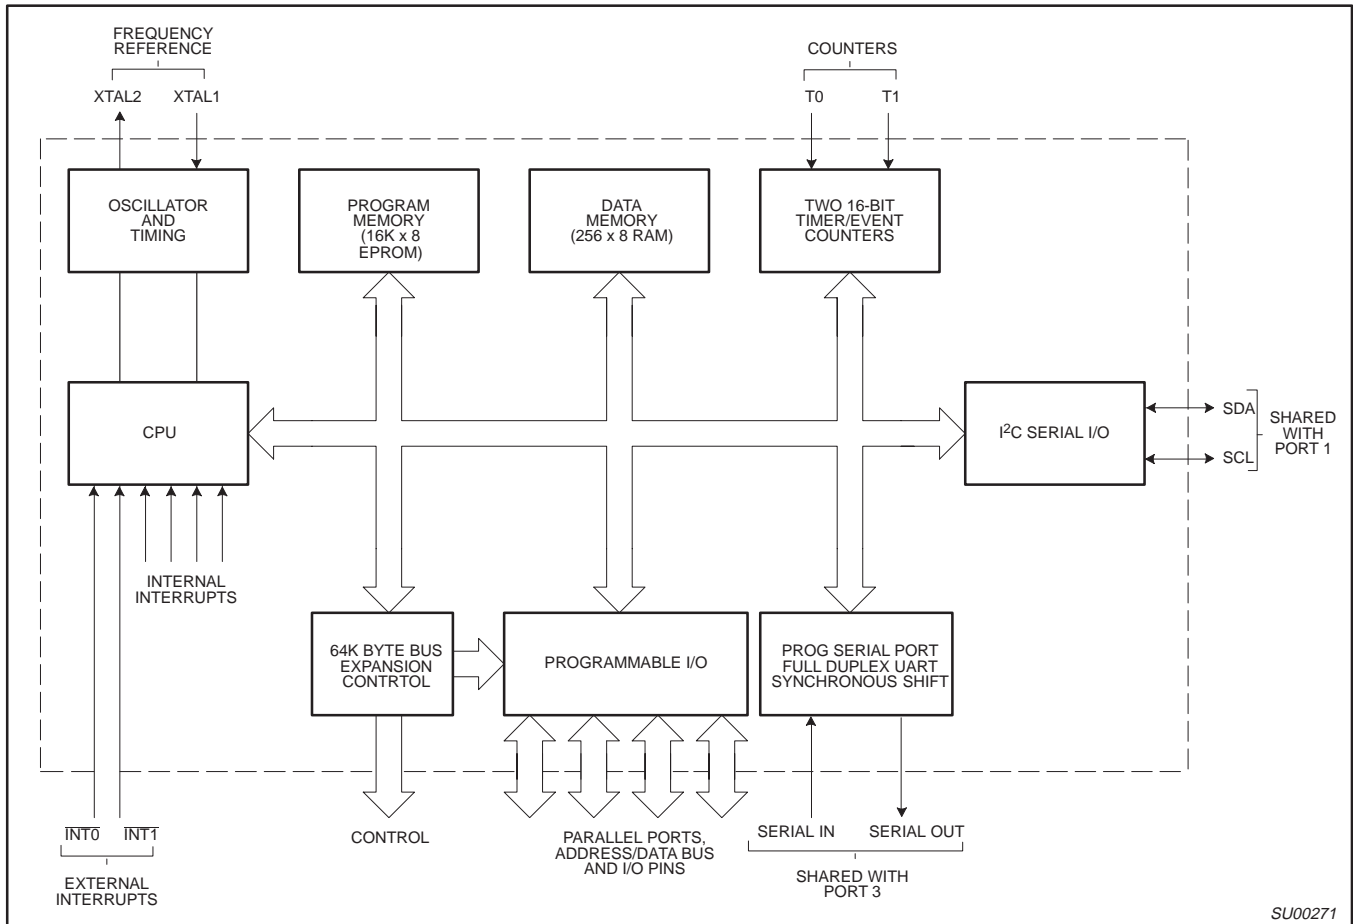 FREQUENCY
REFERENCE
COUNTERS
XTAL2 XTAL1
T0 T1
OSCILLATOR
AND
TIMING
PROGRAM
MEMORY
(16K x 8
EPROM)
DATA
MEMORY
(256 x 8 RAM)
TWO 16-BIT
TIMER/EVENT
COUNTERS
CPU
I²C SERIAL I/O
SDA
SCL
SHARED
WITH
PORT 1
INTERNAL
INTERRUPTS
64K BYTE BUS
EXPANSION
CONTRTOL
PROGRAMMABLE I/O
PROG SERIAL PORT
FULL DUPLEX UART
SYNCHRONOUS SHIFT
INT0 INT1
EXTERNAL
INTERRUPTS
CONTROL
PARALLEL PORTS,
ADDRESS/DATA BUS
AND I/O PINS
SERIAL IN SERIAL OUT
SHARED WITH
PORT 3
SU00271